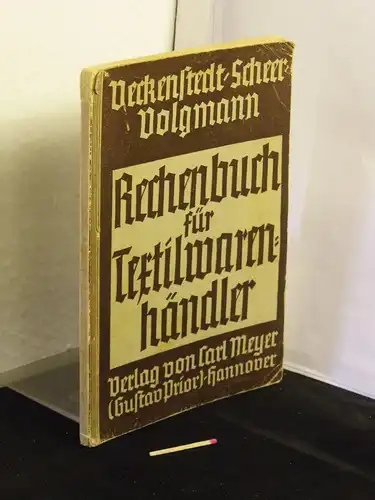 Veckenstedt-Scheer-
Volgmann
Rechenbuch
für
Textilwaren=
händler
Verlag von Carl Meyer
(Gustav Prior)-Hannover